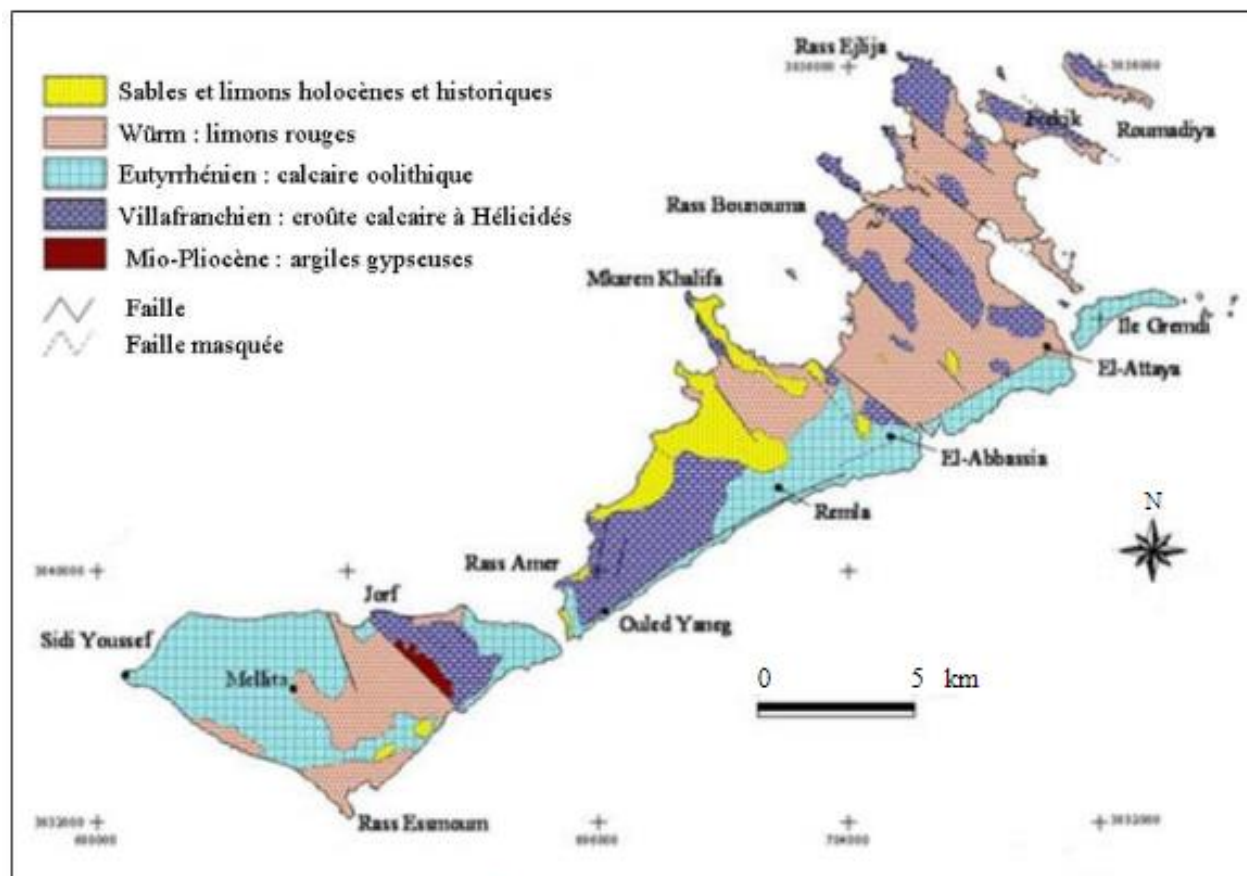 Sables et limons holocènes et historiques
Würm : limons rouges
Eutyrrhénien : calcaire oolithique
Villafranchien : croûte calcaire à Hélicidés
Mio-Pliocène : argiles gypseuses
Faille
Faille masquée
Rass Ejlija
Roumadiya
Rass Bounouma
Mkaren Khalifa
Ile Gremdi
El-Attaya
El-Abbassia
Remla
N
Rass Amer
Jorf
Ouled Yaneg
Sidi Youssef
Mellita
0 5 km
Rass Essmoum